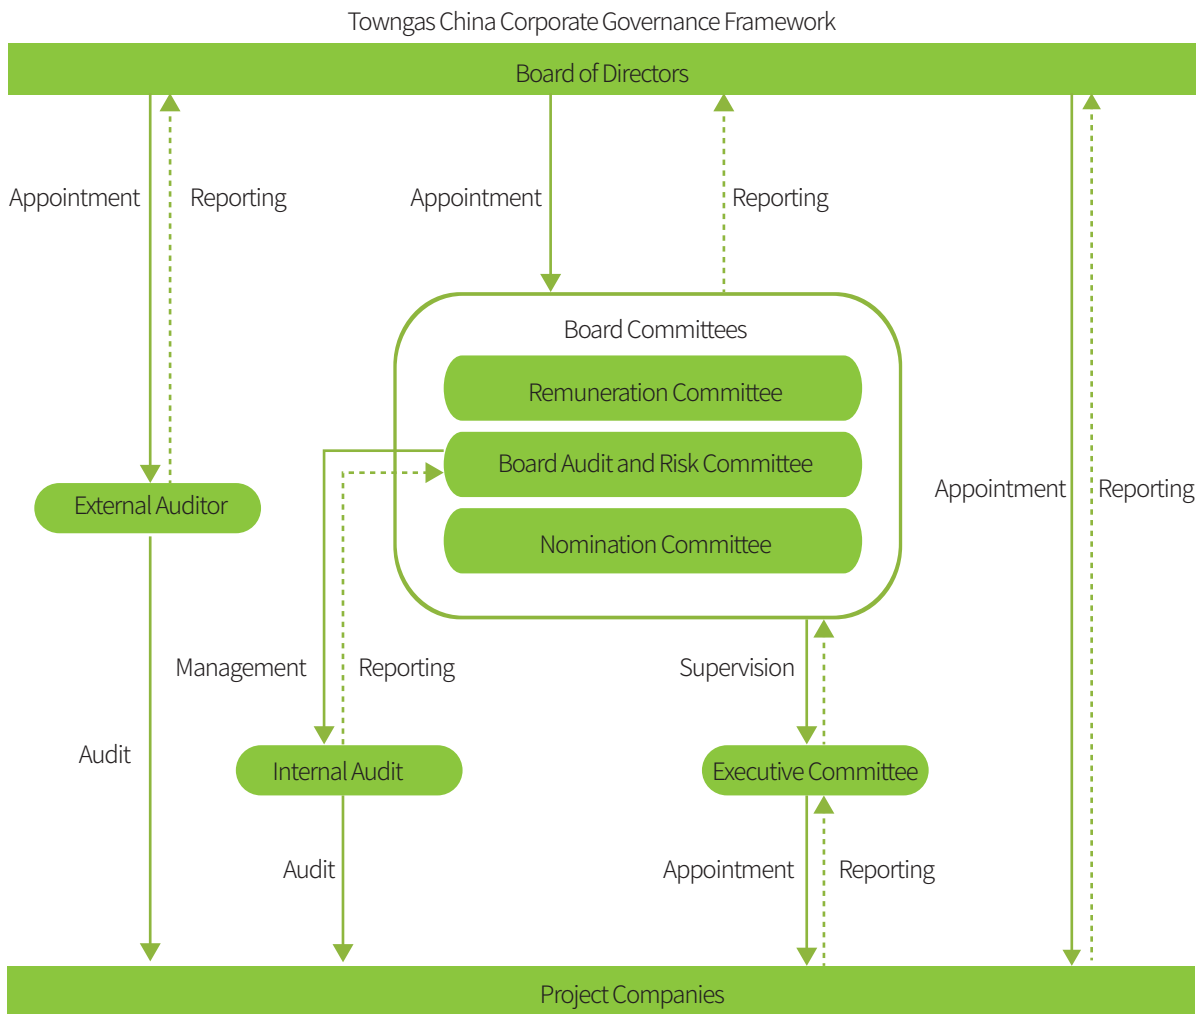 Towngas China Corporate Governance Framework
Board of Directors
Appointment
Reporting
Appointment
Reporting
Board Committees
Remuneration Committee
Board Audit and Risk Committee
Nomination Committee
External Auditor
Appointment
Reporting
Management
Reporting
Supervision
Audit
Internal Audit
Executive Committee
Audit
Appointment
Reporting
Project Companies